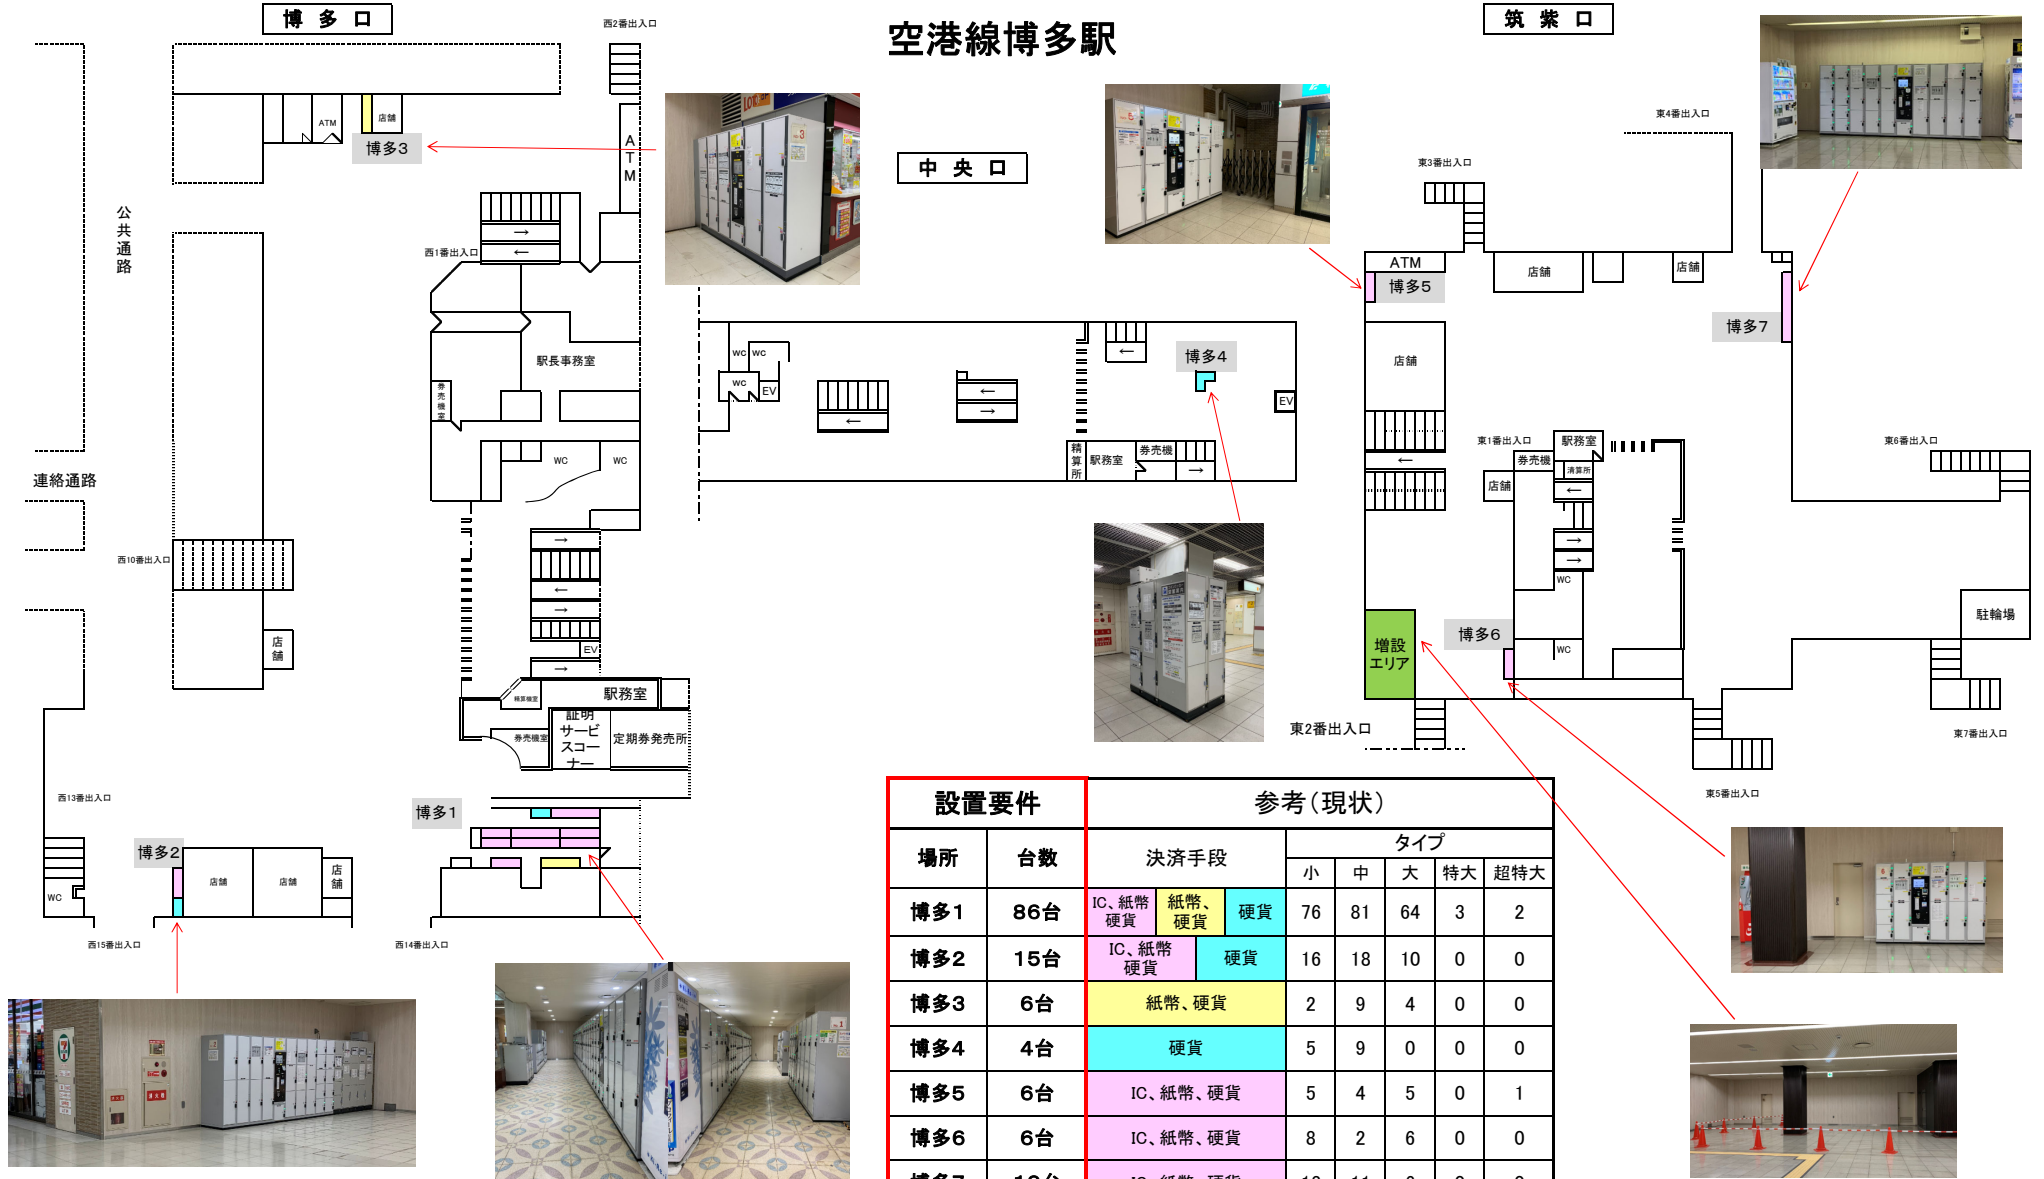 空港線博多駅
博多口
中央口
筑紫口
西2番出入口
ATM
店舗
博多3
ATM
公共通路
西1番出入口
駅長事務室
券売機室
WC
WC
連絡通路
西10番出入口
店舗
EV
精算機室
駅務室
券売機室
証明
サービ
スコー
ナー
定期券発売所
西13番出入口
博多1
博多2
WC
店舗
店舗
店舗
西15番出入口
西14番出入口
WC
WC
WC
EV
博多4
EV
精算所
駅務室
券売機
東4番出入口
東3番出入口
ATM
博多5
店舗
店舗
博多7
店舗
東1番出入口
駅務室
券売機
清算所
店舗
東6番出入口
WC
WC
博多6
増設
エリア
駐輪場
東2番出入口
東7番出入口
東5番出入口
設置要件
参考(現状)
場所 台数 決済手段 タイプ
小 中 大 特大 超特大
博多1 86台 IC、紙幣 硬貨 紙幣、 硬貨 硬貨 76 81 64 3 2
博多2 15台 IC、紙幣 硬貨 硬貨 16 18 10 0 0
博多3 6台 紙幣、硬貨 2 9 4 0 0
博多4 4台 硬貨 5 9 0 0 0
博多5 6台 IC、紙幣、硬貨 5 4 5 0 1
博多6 6台 IC、紙幣、硬貨 8 2 6 0 0